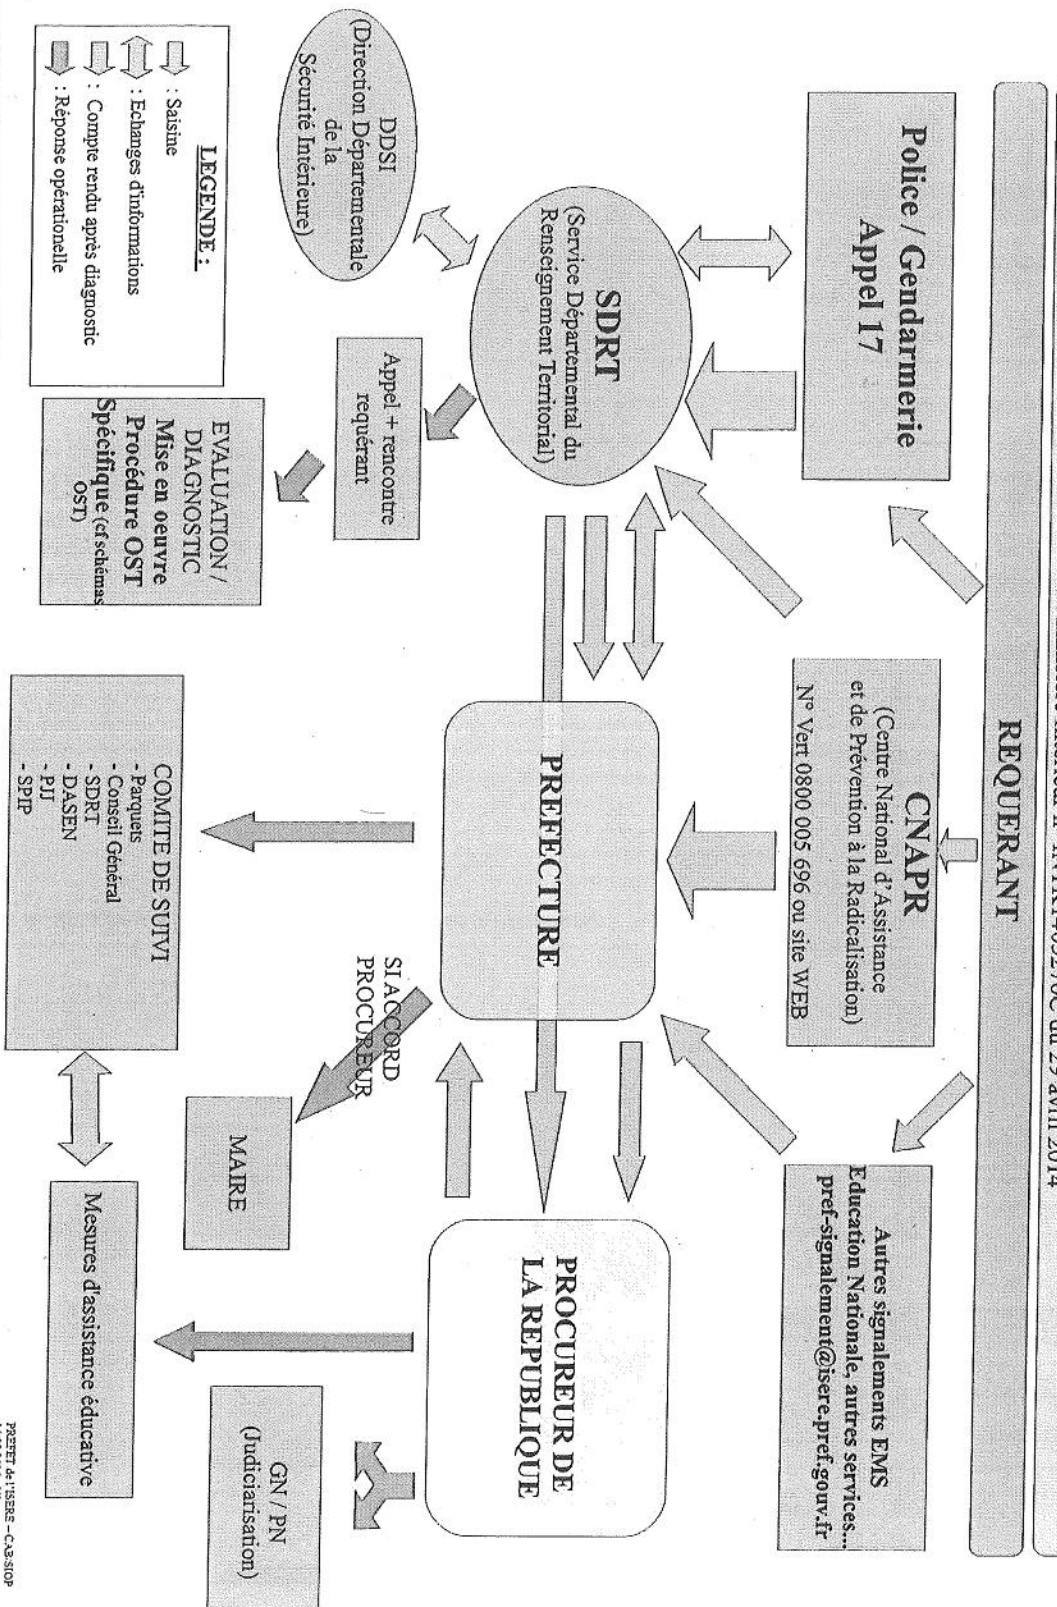 INTK1405276C du 29 avril 2014
REQUERANT
Police / Gendarmerie
Appel 17
CNAPR
(Centre National d'Assistance
et de Prévention à la Radicalisation)
N° Vert 0800 005 696 ou site WEB
Autres signalements EMS
Education Nationale, autres services...
pref-signalement@isere.pref.gouv.fr
SDRT
(Service Départemental du
Renseignement Territorial)
PREFECTURE
PROCUREUR DE
LA REPUBLIQUE
DDSI
(Direction Départementale
de la
Sécurité Intérieure)
Appel + rencontre
requérant
SI ACCORD
PROCUREUR
MAIRE
GN / PN
(Judiciarisation)
EVALUATION /
DIAGNOSTIC
Mise en oeuvre
Procédure OST
Spécifique (cf schémas
OST)
COMITE DE SUIVI
- Parquets
- Conseil Général
- SDRT
- DASEN
- PJJ
- SPIP
Mesures d'assistance éducative
LEGENDE :
: Saisine
: Echanges d'informations
: Compte rendu après diagnostic
: Réponse opérationelle
PREFET de l'ISERE – CAB/SIOP